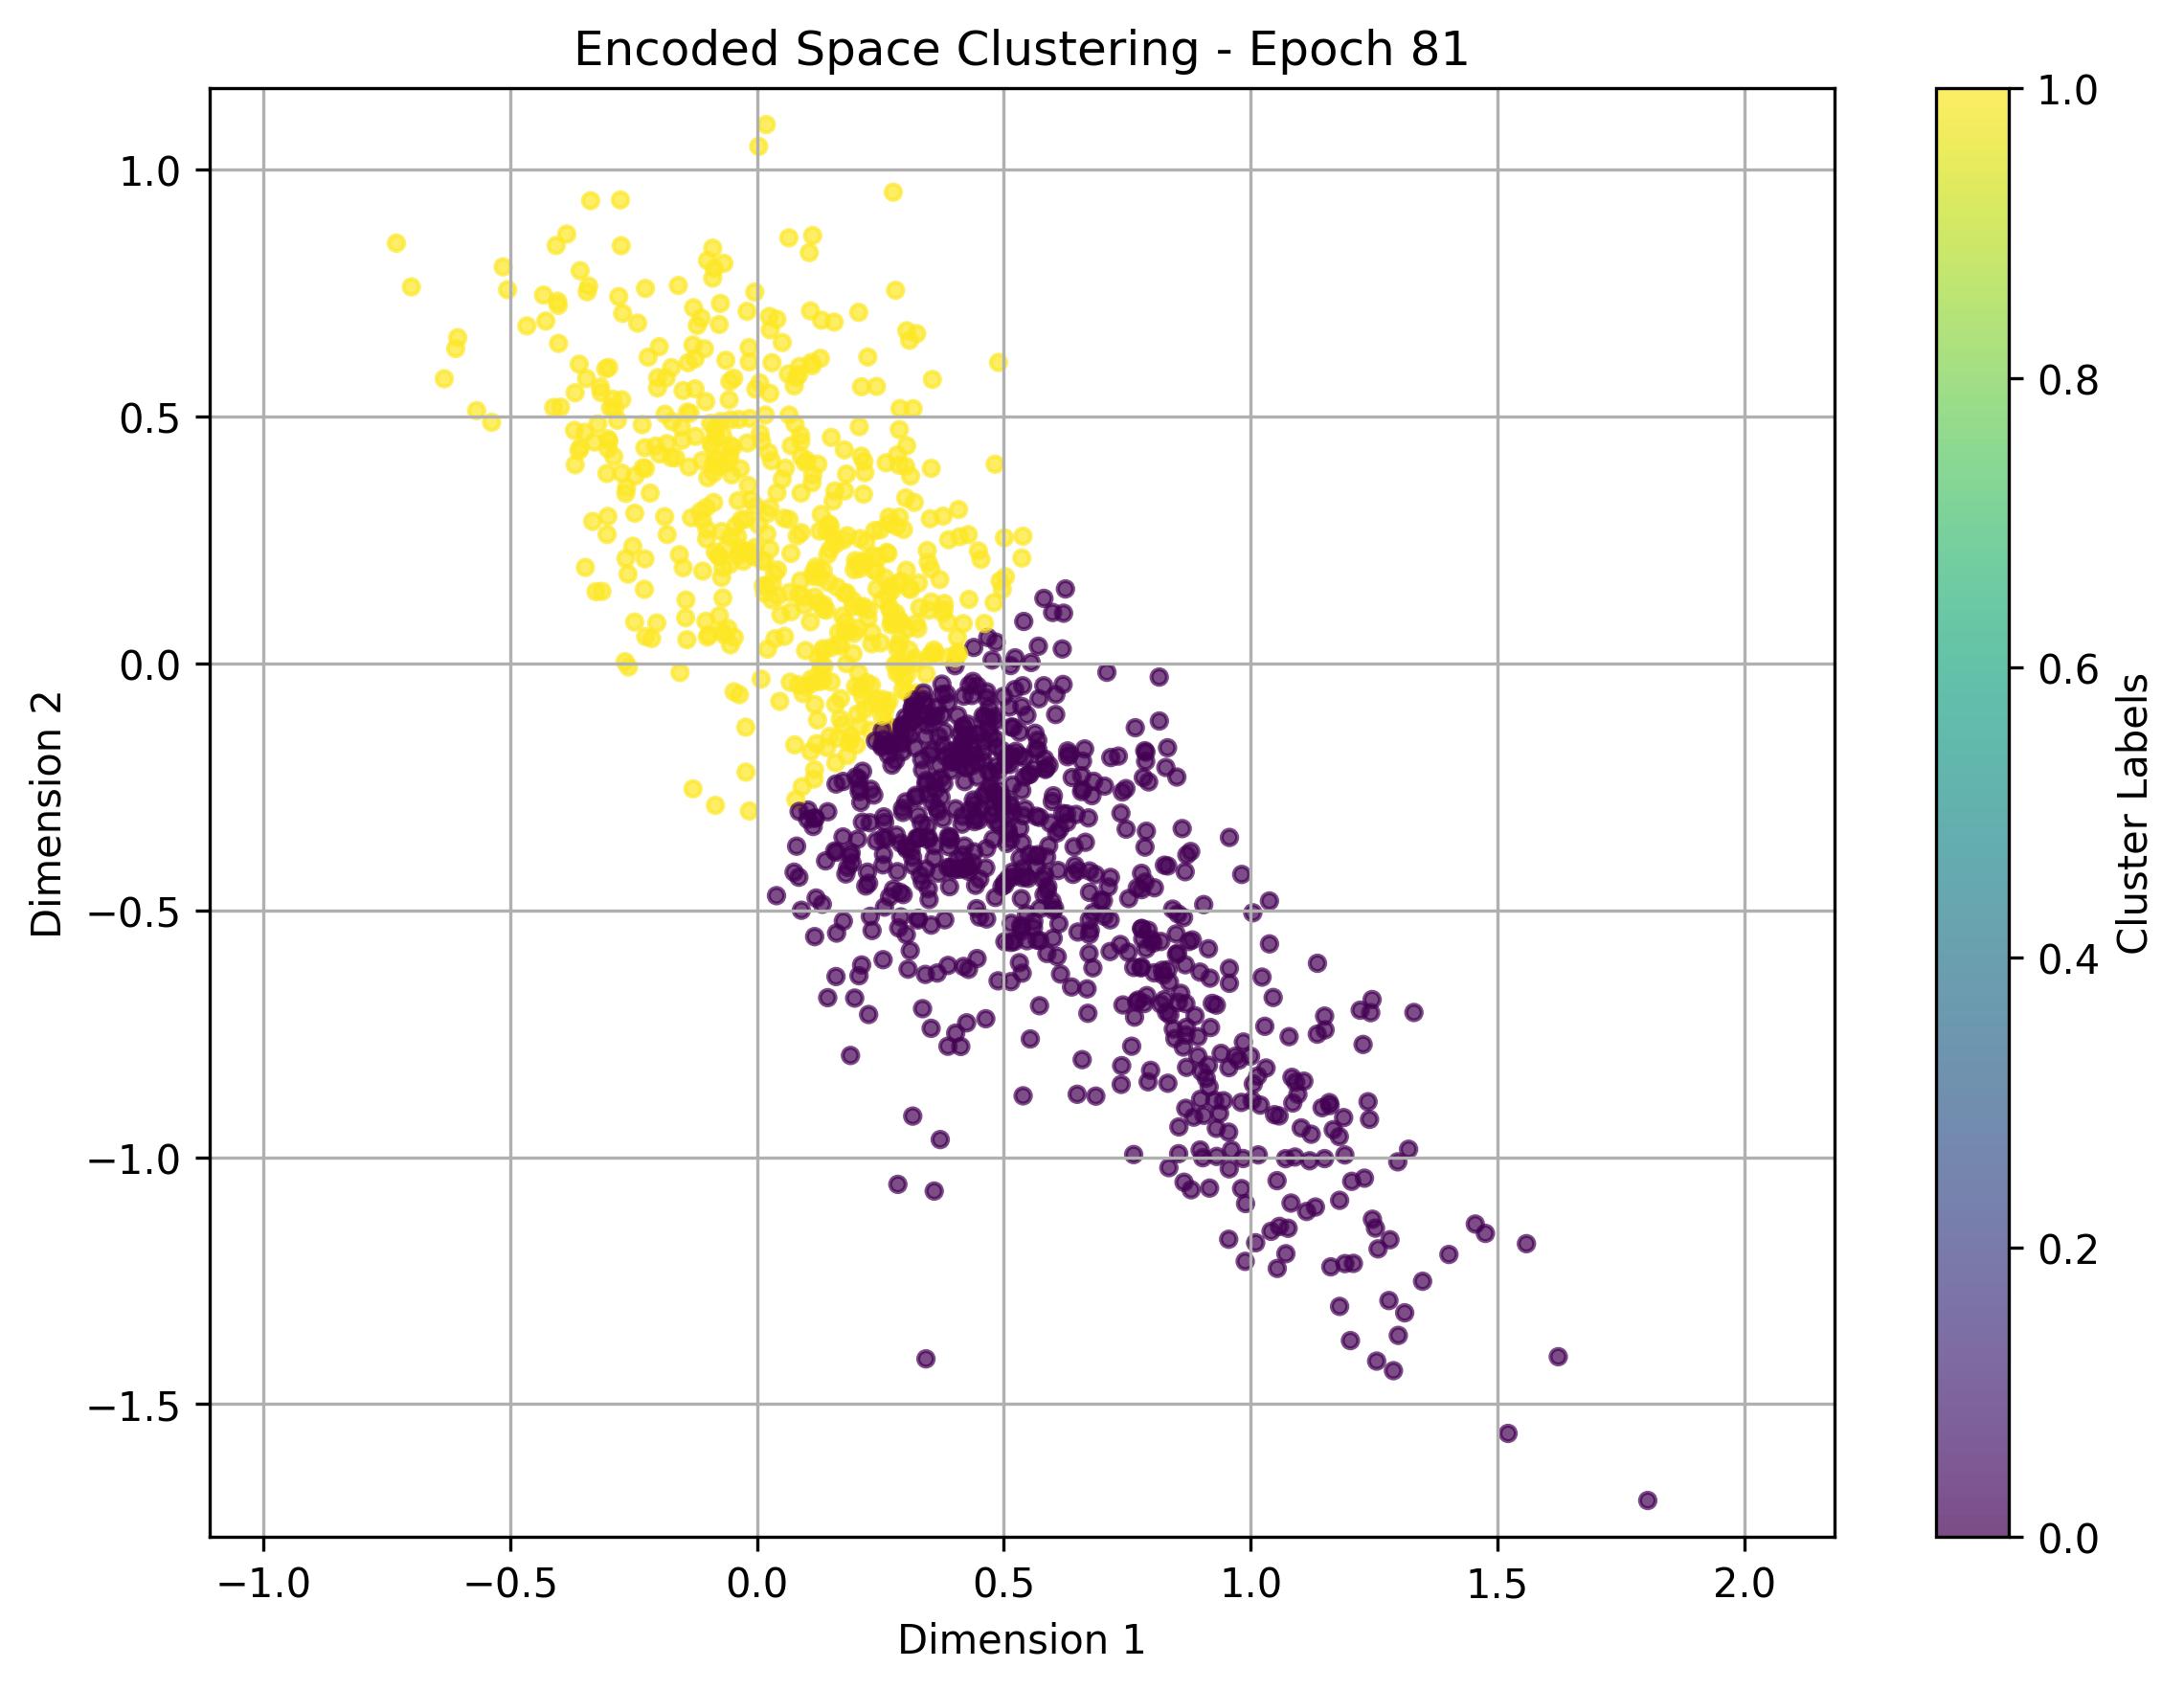 Encoded Space Clustering - Epoch 81
1.0
0.5
0.0
−0.5
−1.0
−1.5
Dimension 2
−1.0 −0.5 0.0 0.5 1.0 1.5 2.0
Dimension 1
1.0
0.8
0.6
0.4
0.2
0.0
Cluster Labels